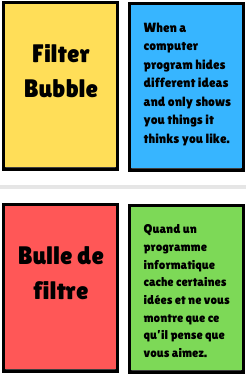 Filter
Bubble
When a
computer
program hides
different ideas
and only shows
you things it
thinks you like.
Bulle de
filtre
Quand un
programme
informatique
cache certaines
idées et ne vous
montre que ce
qu'il pense que
vous aimez.